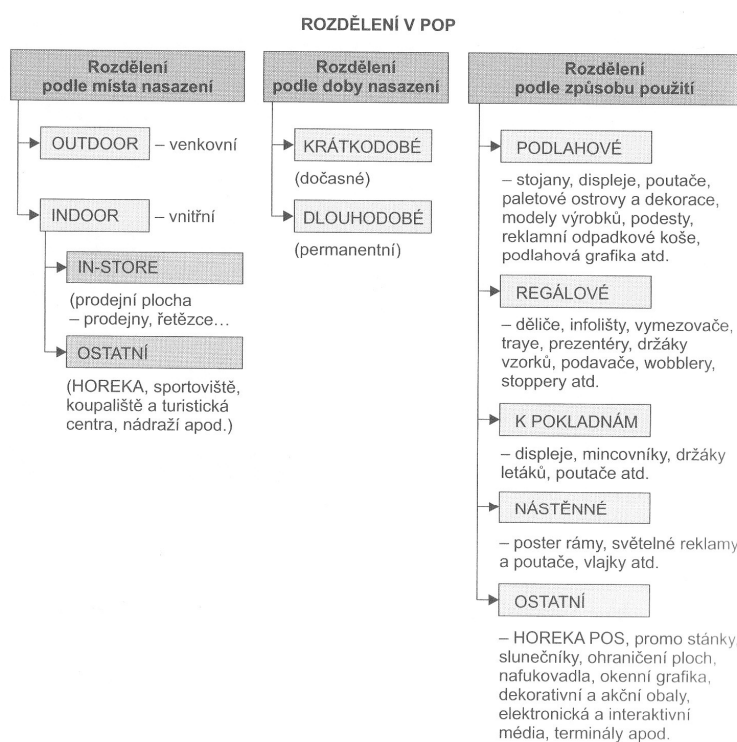 ROZDĚLENÍ V POP
Rozdělení
podle místa nasazení
OUTDOOR – venkovní
INDOOR – vnitřní
IN-STORE
(prodejní plocha
– prodejny, řetězce...
OSTATNÍ
(HOREKA, sportoviště,
koupaliště a turistická
centra, nádraží apod.)
Rozdělení
podle doby nasazení
KRÁTKODOBÉ
(dočasné)
DLOUHODOBÉ
(permanentní)
Rozdělení
podle způsobu použití
PODLAHOVÉ
– stojany, displeje, poutače,
paletové ostrovy a dekorace,
modely výrobků, podesty,
reklamní odpadkové koše,
podlahová grafika atd.
REGÁLOVÉ
– děliče, infolišty, vymezovače,
traye, prezentéry, držáky
vzorků, podavače, wobblery,
stoppery atd.
K POKLADNÁM
– displeje, mincovníky, držáky
letáků, poutače atd.
NÁSTĚNNÉ
– poster rámy, světelné reklamy
a poutače, vlajky atd.
OSTATNÍ
– HOREKA POS, promo stánky,
slunečníky, ohraničení ploch,
nafukovadla, okenní grafika,
dekorativní a akční obaly,
elektronická a interaktivní
média, terminály apod.